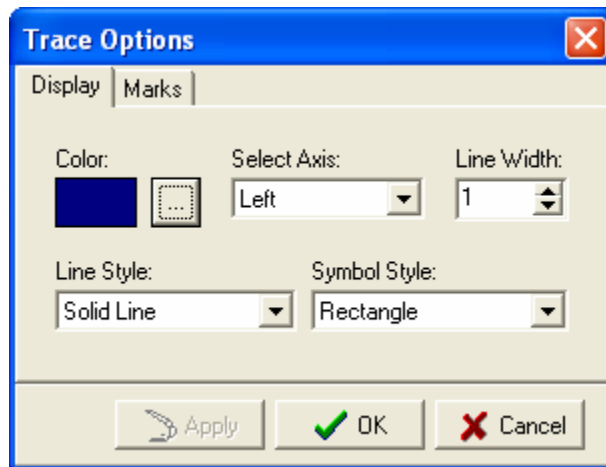 Trace Options
Display Marks
Color: Select Axis: Line Width:
... Left 1
Line Style: Symbol Style:
Solid Line Rectangle
Apply OK Cancel